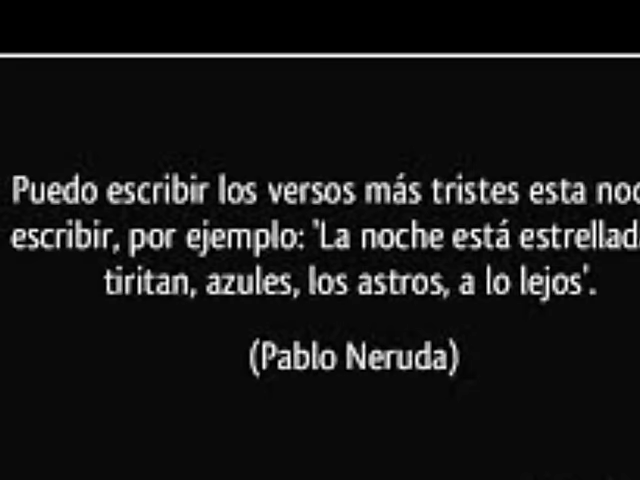 Puedo escribir los versos más tristes esta
escribir, por ejemplo: 'La noche está
tiritan, azules, los astros, a lo lejos'.
(Pablo Neruda)